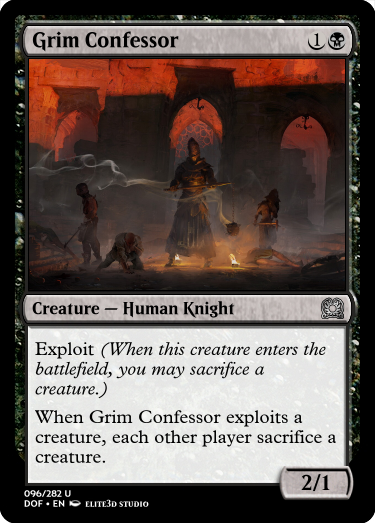 Grim Confessor 1
Creature — Human Knight
Exploit (When this creature enters the
battlefield, you may sacrifice a
creature.)
When Grim Confessor exploits a
creature, each other player sacrifice a
creature.
2/1
096/282 U
DOF • EN ELITE3D STUDIO